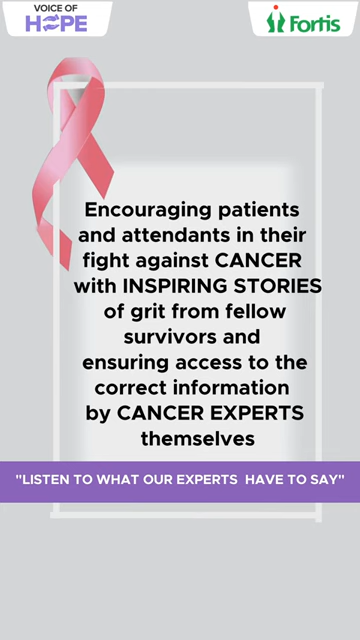 VOICE OF
HOPE
Fortis
Encouraging patients
and attendants in their
fight against CANCER
with INSPIRING STORIES
of grit from fellow
survivors and
ensuring access to the
correct information
by CANCER EXPERTS
themselves
"LISTEN TO WHAT OUR EXPERTS HAVE TO SAY"